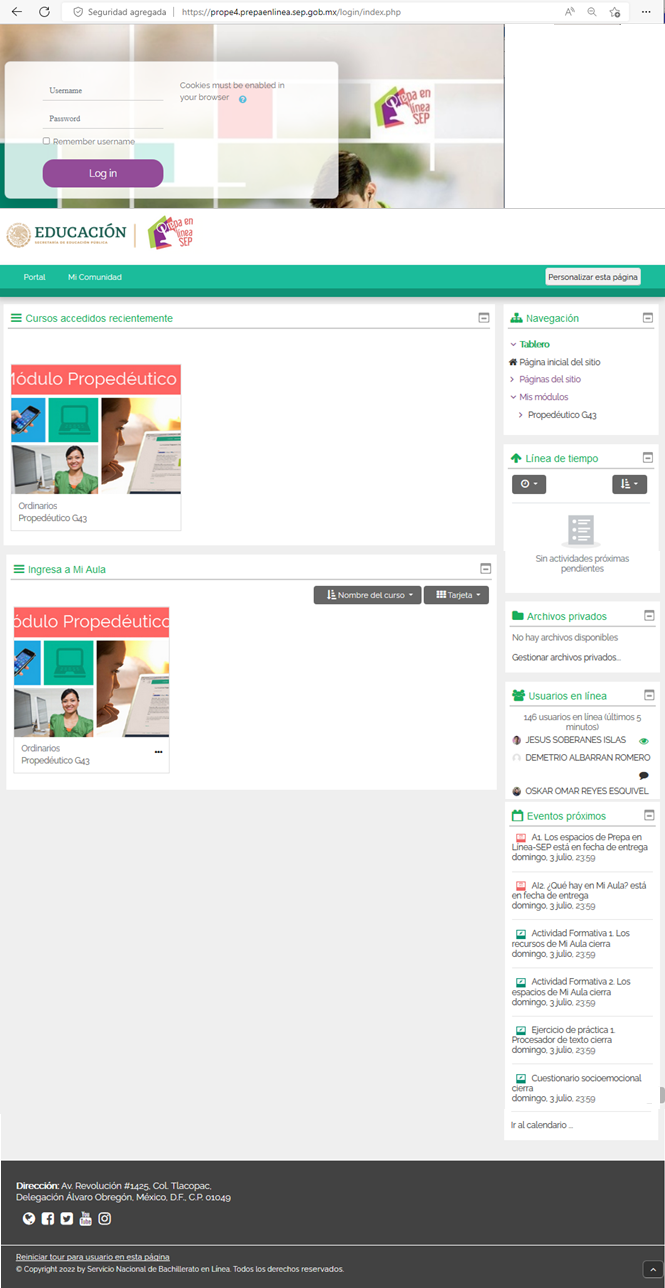 Seguridad agregada
https://prope4.prepaenlinea.sep.gob.mx/login/index.php
Username
Password
Remember username
Log in
Cookies must be enabled in
your browser
Prepa en
línea
SEP
EDUCACIÓN
SECRETARÍA DE EDUCACIÓN PÚBLICA
Prepa en
línea
SEP
Portal
Mi Comunidad
Personalizar esta página
Cursos accedidos recientemente
Módulo Propedéutico
Ordinarios
Propedéutico G43
Ingresa a Mi Aula
Nombre del curso
Tarjeta
ódulo Propedéutico
Ordinarios
Propedéutico G43
Navegación
Tablero
Página inicial del sitio
Páginas del sitio
Mis módulos
Propedéutico G43
Línea de tiempo
Sin actividades próximas
pendientes
Archivos privados
No hay archivos disponibles
Gestionar archivos privados...
Usuarios en línea
146 usuarios en línea (últimos 5
minutos)
JESUS SOBERANES ISLAS
DEMETRIO ALBARRAN ROMERO
OSKAR OMAR REYES ESQUIVEL
Eventos próximos
A1. Los espacios de Prepa en
Línea-SEP está en fecha de entrega
domingo, 3 julio, 23:59
AI2. ¿Qué hay en Mi Aula? está
en fecha de entrega
domingo, 3 julio, 23:59
Actividad Formativa 1. Los
recursos de Mi Aula cierra
domingo, 3 julio, 23:59
Actividad Formativa 2. Los
espacios de Mi Aula cierra
domingo, 3 julio, 23:59
Ejercicio de práctica 1.
Procesador de texto cierra
domingo, 3 julio, 23:59
Cuestionario socioemocional
cierra
domingo, 3 julio, 23:59
Ir al calendario ...
Dirección: Av. Revolución #1425, Col. Tlacopac,
Delegación Álvaro Obregón, México, D.F., C.P. 01049
You
Tube
Reiniciar tour para usuario en esta página
© Copyright 2022 by Servicio Nacional de Bachillerato en Línea. Todos los derechos reservados.